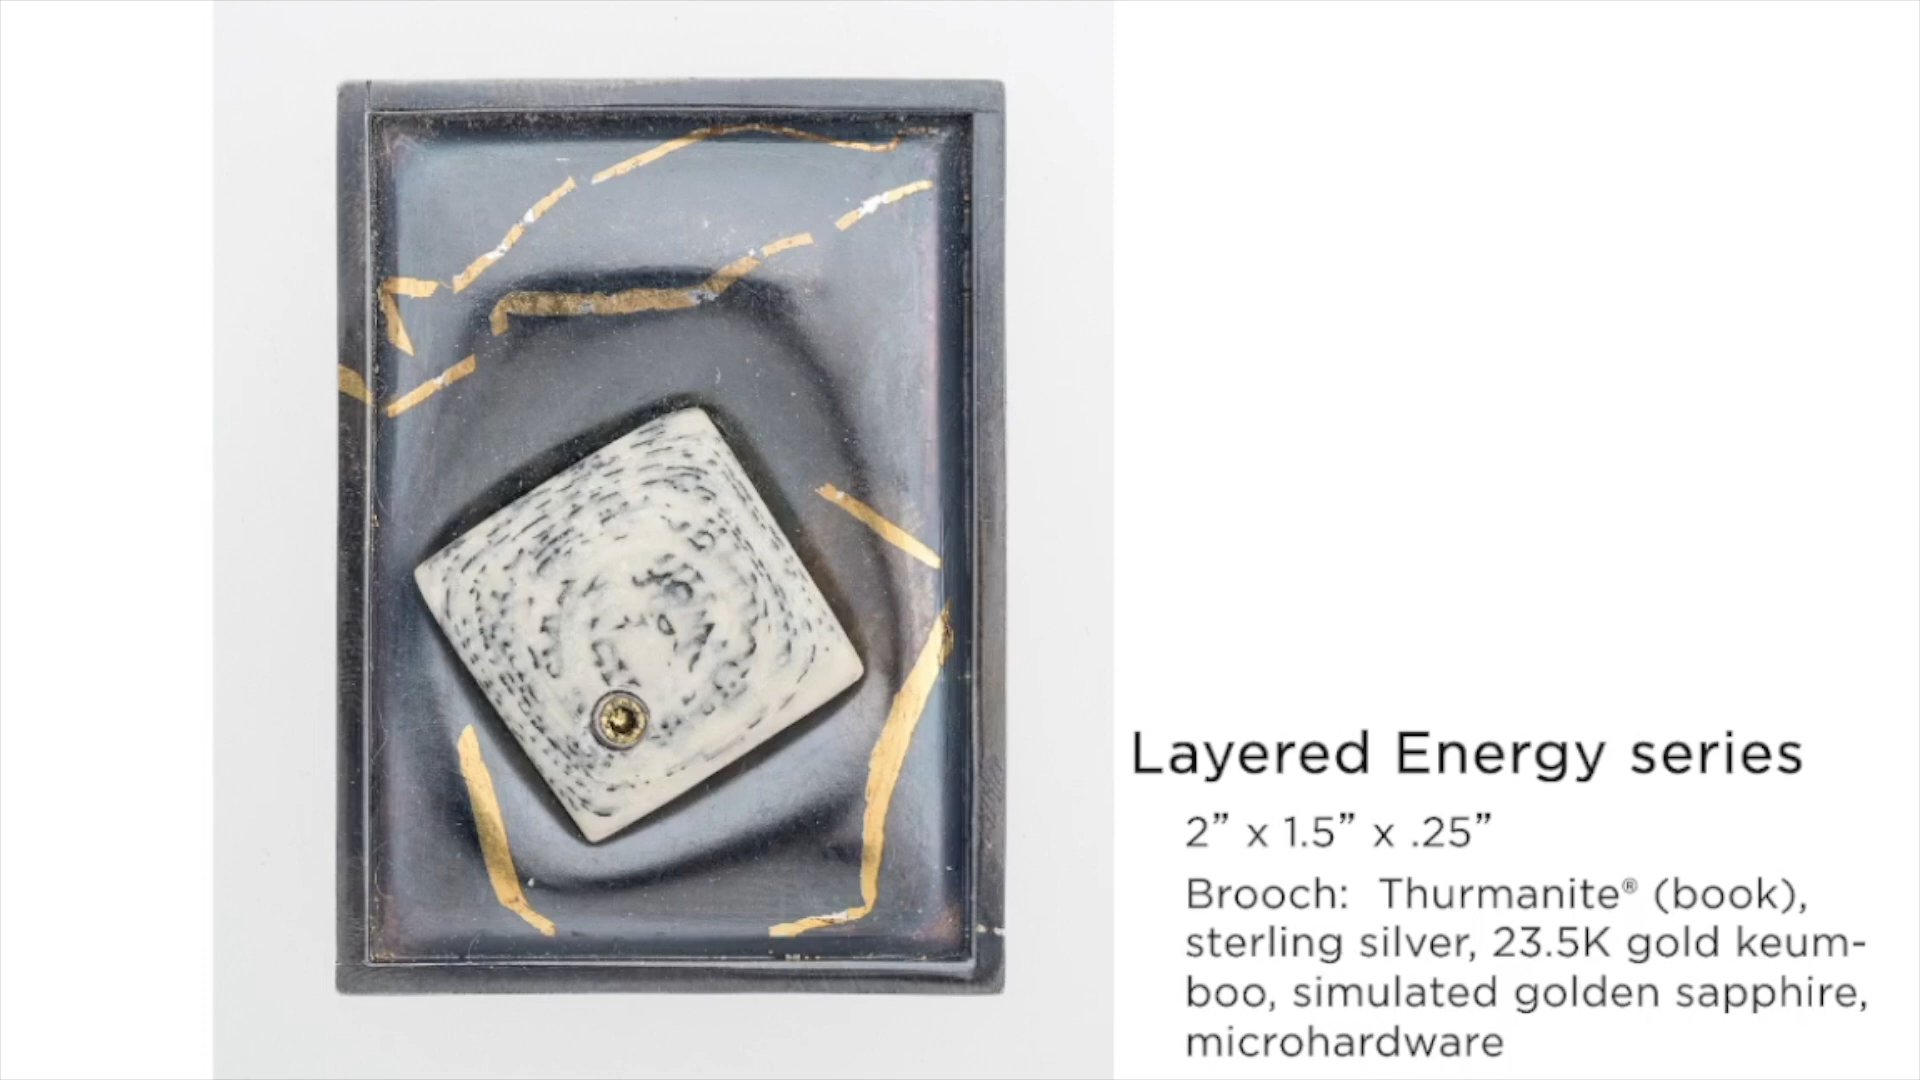 Layered Energy series
2” x 1.5” x .25”
Brooch:  Thurmanite® (book),
sterling silver, 23.5K gold keum-
boo, simulated golden sapphire,
microhardware